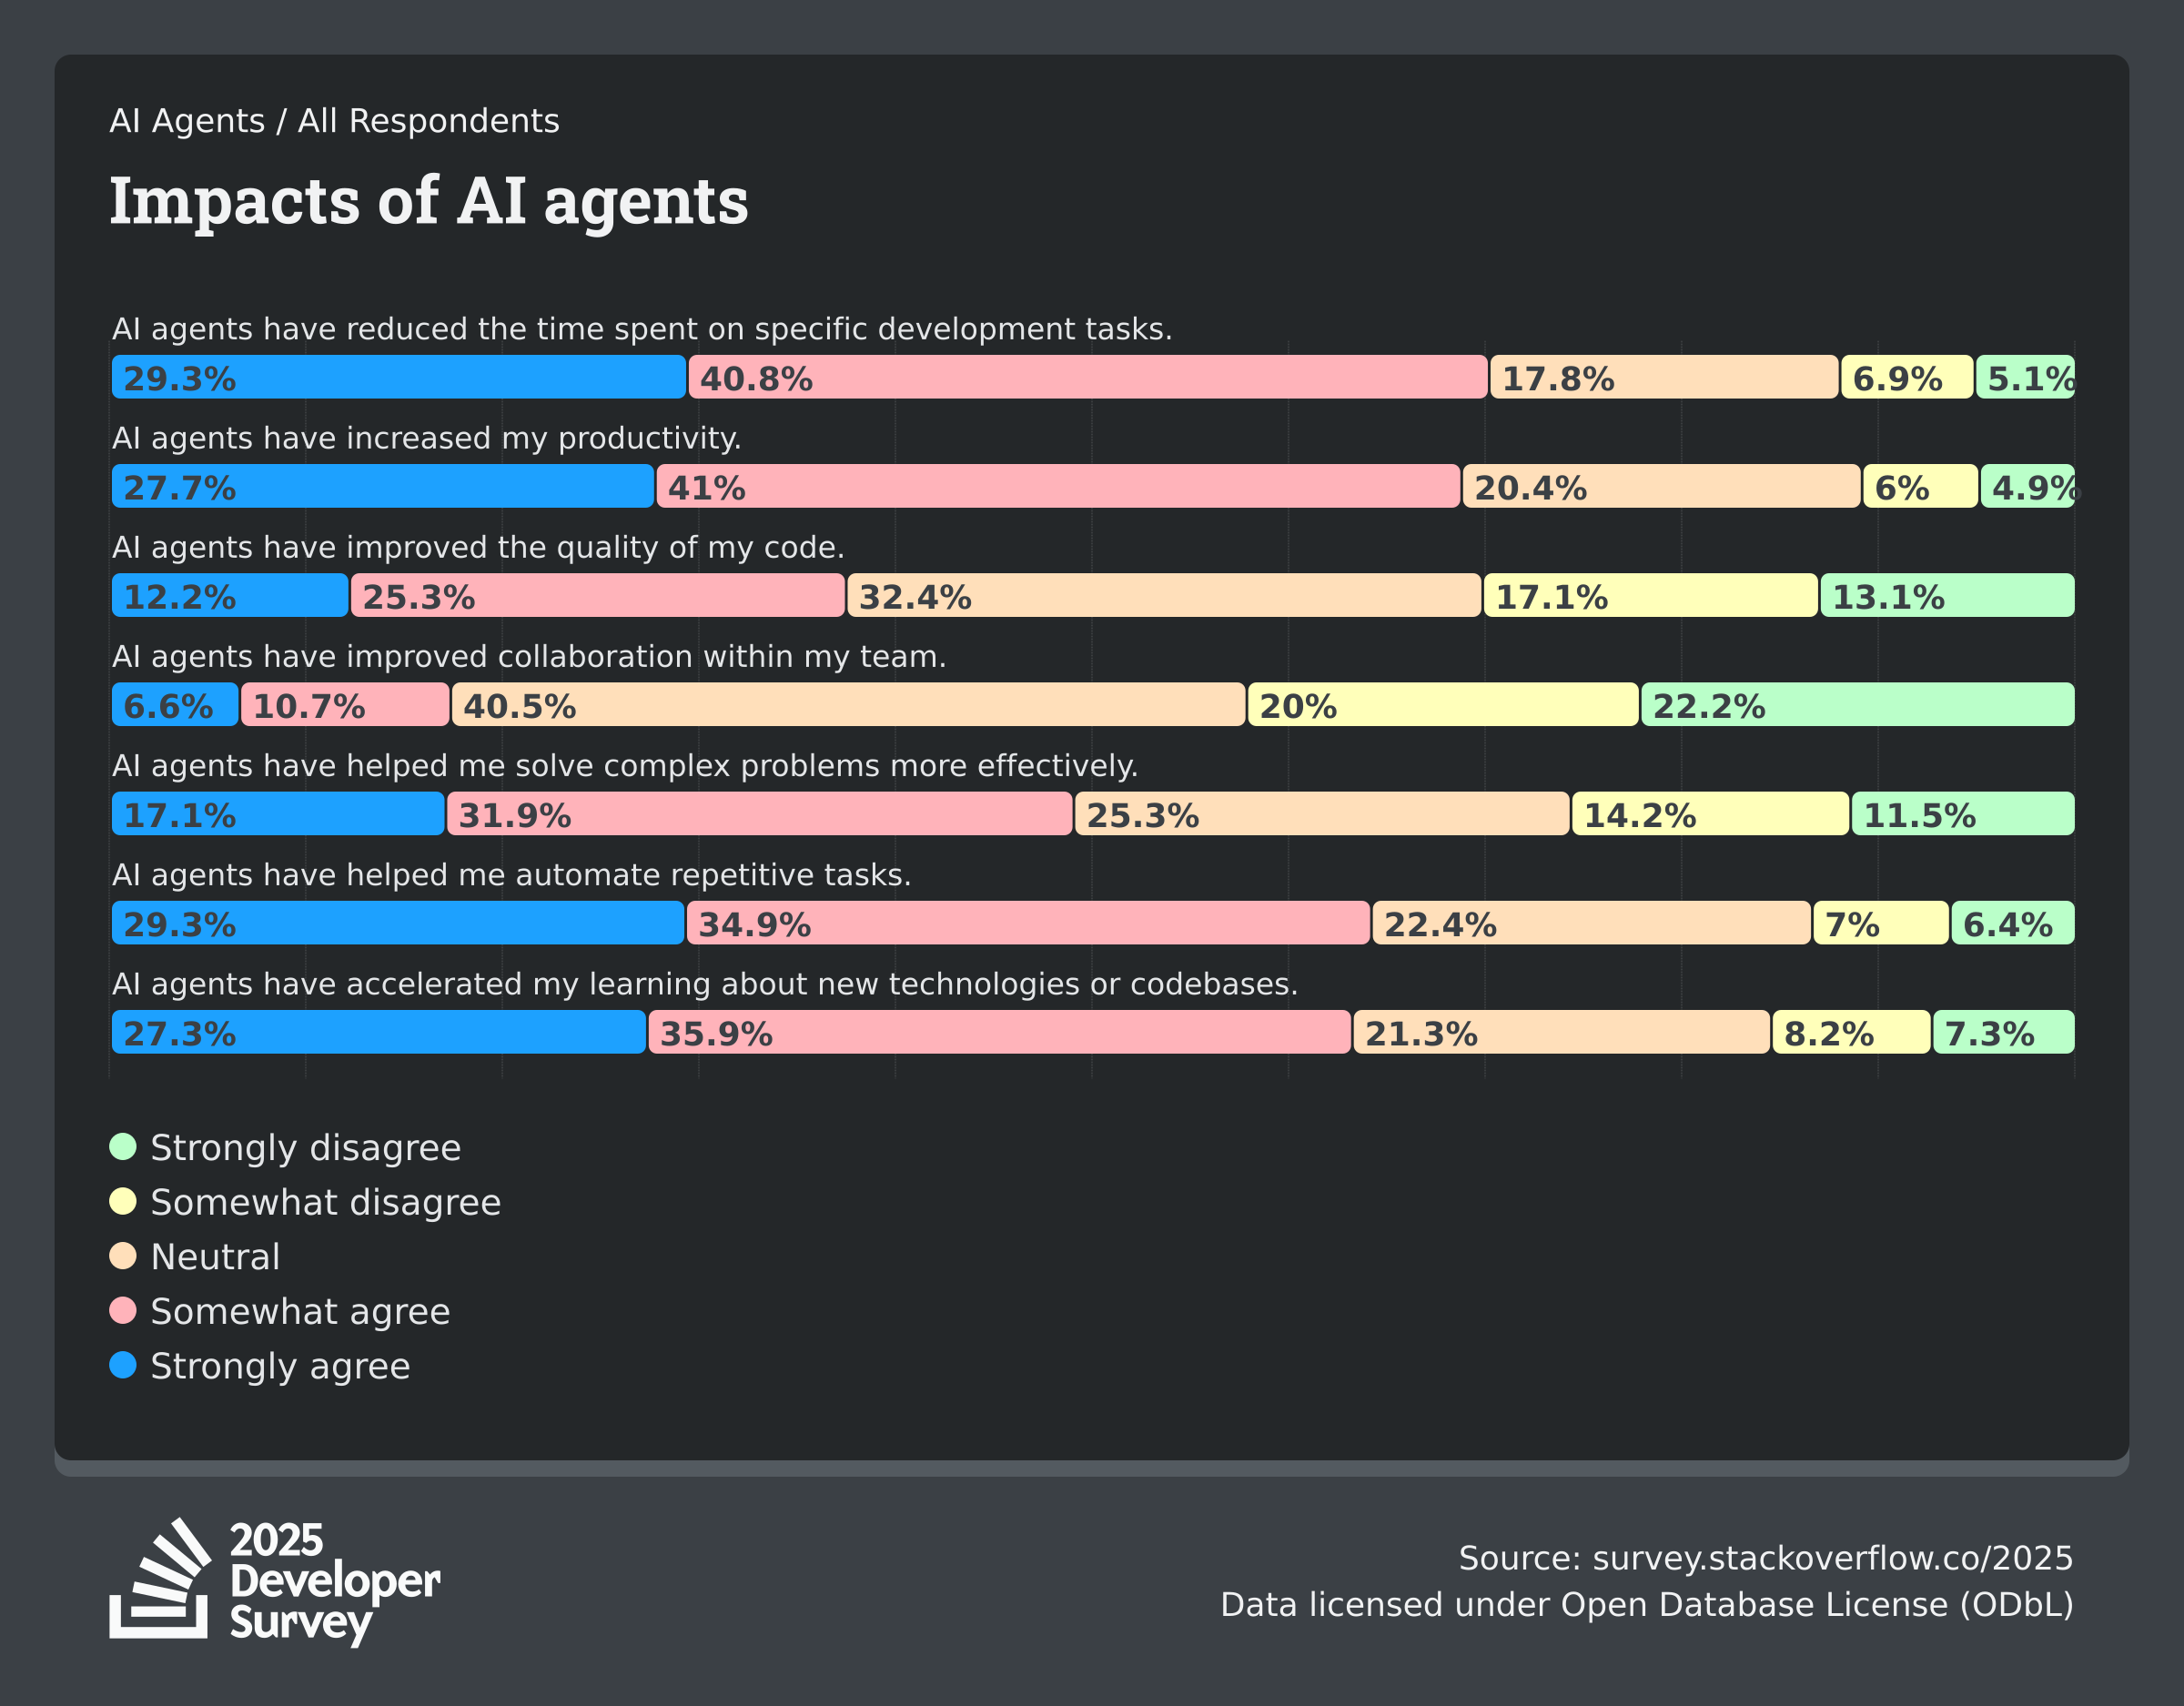 AI Agents / All Respondents
Impacts of AI agents
AI agents have reduced the time spent on specific development tasks.
29.3% 40.8% 17.8% 6.9% 5.1%
AI agents have increased my productivity.
27.7% 41% 20.4% 6% 4.9%
AI agents have improved the quality of my code.
12.2% 25.3% 32.4% 17.1% 13.1%
AI agents have improved collaboration within my team.
6.6% 10.7% 40.5% 20% 22.2%
AI agents have helped me solve complex problems more effectively.
17.1% 31.9% 25.3% 14.2% 11.5%
AI agents have helped me automate repetitive tasks.
29.3% 34.9% 22.4% 7% 6.4%
AI agents have accelerated my learning about new technologies or codebases.
27.3% 35.9% 21.3% 8.2% 7.3%
Strongly disagree
Somewhat disagree
Neutral
Somewhat agree
Strongly agree
2025
Developer
Survey
Source: survey.stackoverflow.co/2025
Data licensed under Open Database License (ODbL)